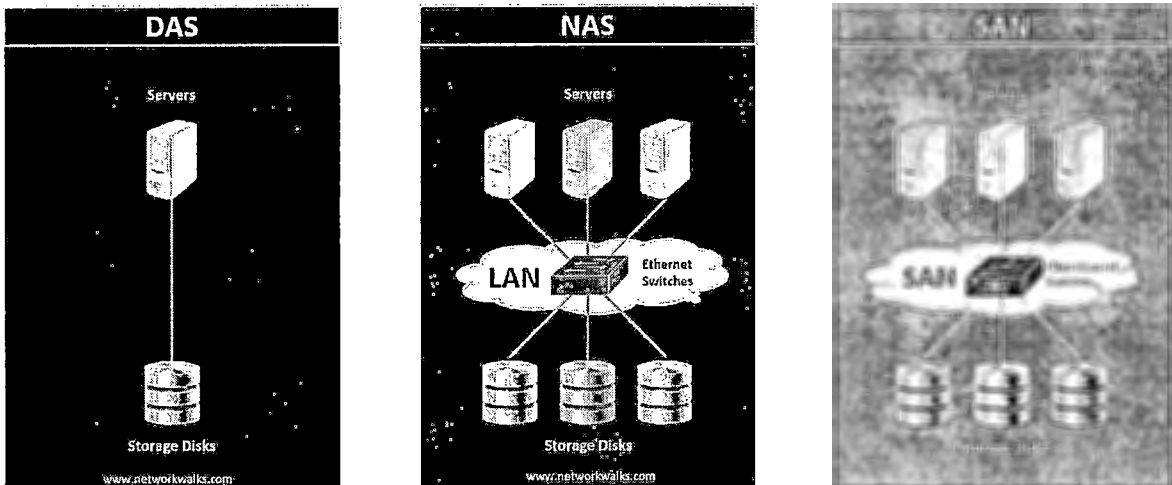 DAS
Servers
Storage Disks
www.networkwalks.com
NAS
Servers
LAN
Ethernet
Switches
Storage Disks
www.networkwalks.com
SAN
SAN